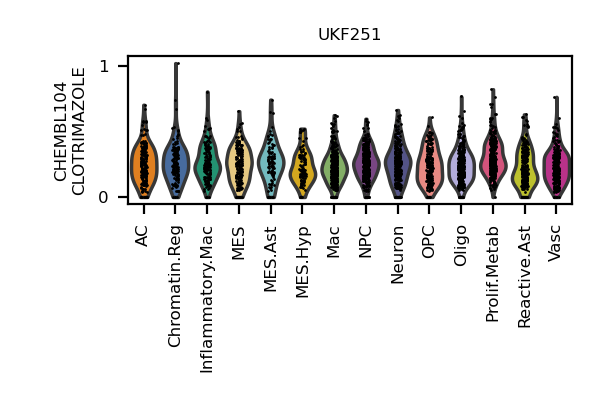 UKF251
CHEMBL104
CLOTRIMAZOLE
1
0
AC
Chromatin.Reg
Inflammatory.Mac
MES
MES.Ast
MES.Hyp
Mac
NPC
Neuron
OPC
Oligo
Prolif.Metab
Reactive.Ast
Vasc